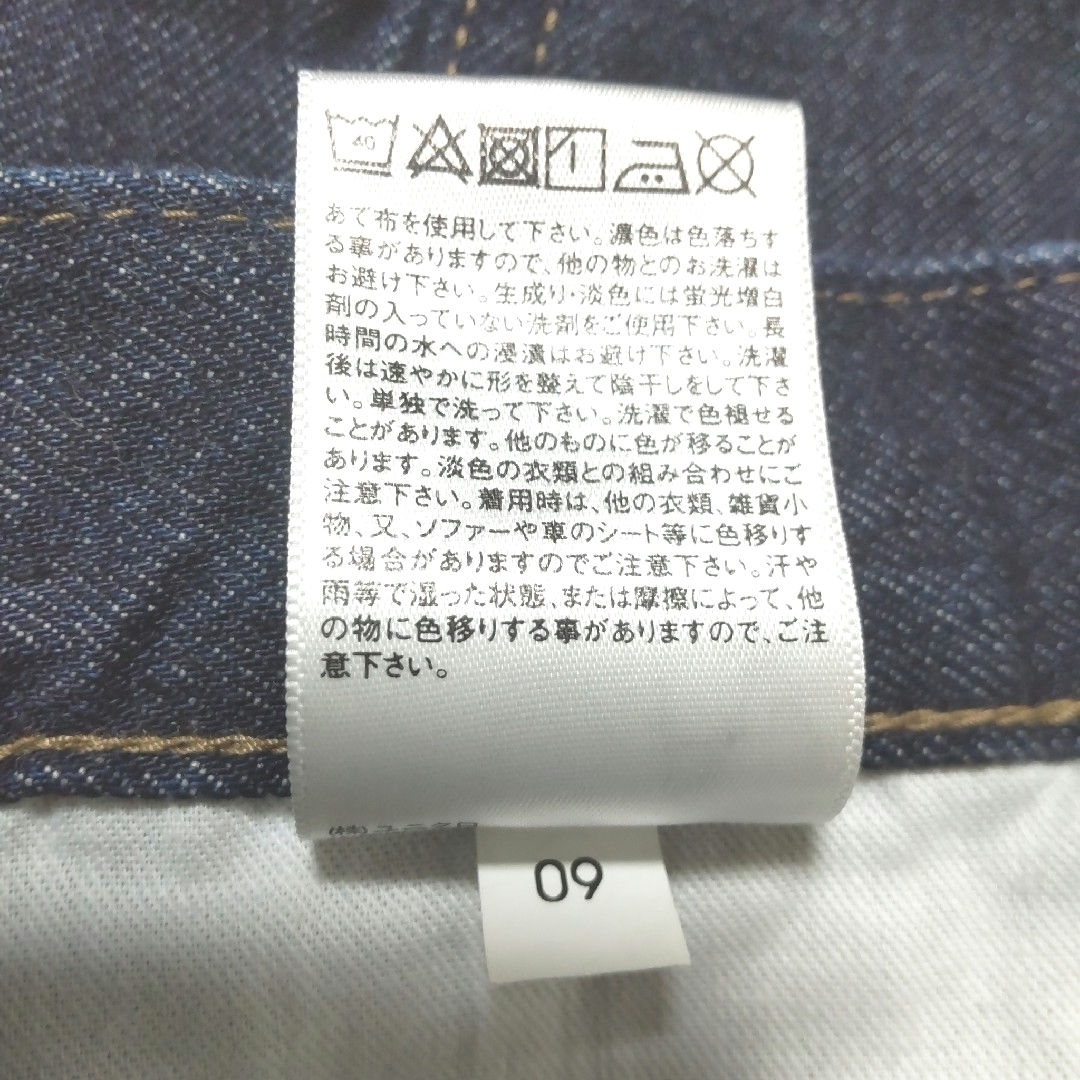 40
あて布を使用して下さい。濃色は色落ちす
る事がありますので、他の物とのお洗濯は
お避け下さい。生成り・淡色には蛍光増白
剤の入っていない洗剤をご使用下さい。長
時間の水への浸漬はお避け下さい。洗濯
後は速やかに形を整えて陰干しをして下さ
い。単独で洗って下さい。洗濯で色褪せる
ことがあります。他のものに色が移ることが
あります。淡色の衣類との組み合わせにご
注意下さい。着用時は、他の衣類、雑貨小
物、又、ソファーや車のシート等に色移りす
る場合がありますのでご注意下さい。汗や
雨等で湿った状態、または摩擦によって、他
の物に色移りする事がありますので、ご注
意下さい。
09